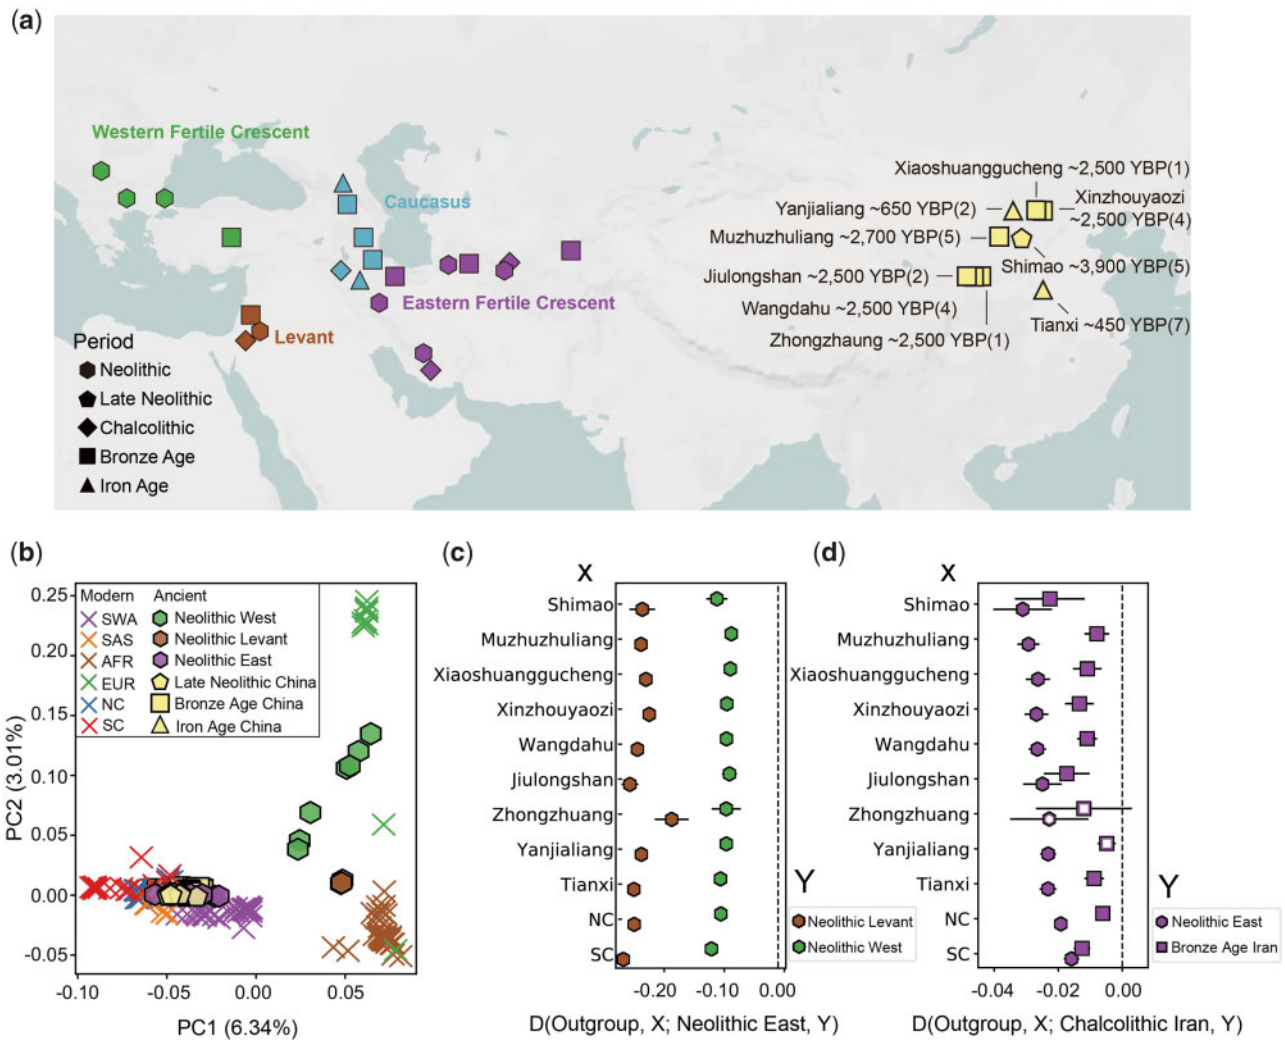 (a)
Western Fertile Crescent
Caucasus
Eastern Fertile Crescent
Levant
Xiaoshuanggucheng ~2,500 YBP(1)
Xinzhouyaozi
~2,500 YBP(4)
Yanjialiang ~650 YBP(2)
Muzhuzhuliang ~2,700 YBP(5)
Shimao ~3,900 YBP(5)
Jiulongshan ~2,500 YBP(2)
Wangdahu ~2,500 YBP(4)
Tianxi ~450 YBP(7)
Zhongzhaung ~2,500 YBP(1)
Period
Neolithic
Late Neolithic
Chalcolithic
Bronze Age
Iron Age
(b)
Modern
SWA
SAS
AFR
EUR
NC
SC
Ancient
Neolithic West
Neolithic Levant
Neolithic East
Late Neolithic China
Bronze Age China
Iron Age China
PC2 (3.01%)
0.25
0.20
0.15
0.10
0.05
0.00
-0.05
-0.10
-0.05
0.00
0.05
PC1 (6.34%)
(c)
X
Shimao
Muzhuzhuliang
Xiaoshuanggucheng
Xinzhouyaozi
Wangdahu
Jiulongshan
Zhongzhuang
Yanjialiang
Tianxi
NC
SC
Y
Neolithic Levant
Neolithic West
-0.20
-0.10
0.00
D(Outgroup, X; Neolithic East, Y)
(d)
X
Shimao
Muzhuzhuliang
Xiaoshuanggucheng
Xinzhouyaozi
Wangdahu
Jiulongshan
Zhongzhuang
Yanjialiang
Tianxi
NC
SC
Y
Neolithic East
Bronze Age Iran
-0.04
-0.02
0.00
D(Outgroup, X; Chalcolithic Iran, Y)